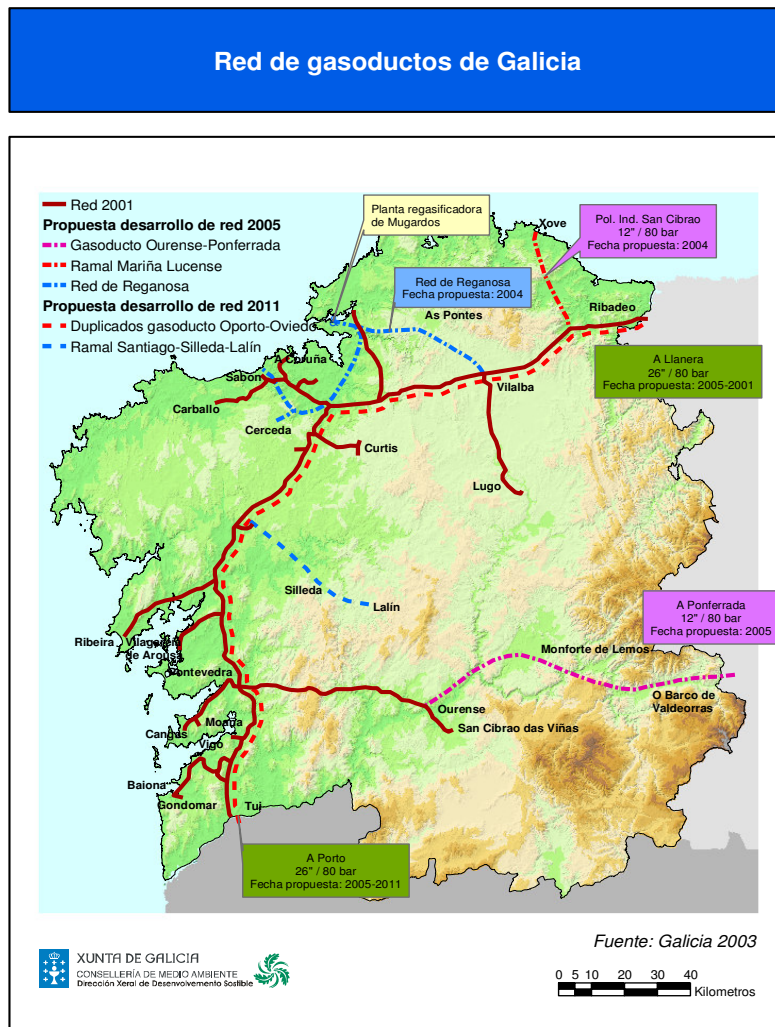 Red de gasoductos de Galicia
Red 2001
Propuesta desarrollo de red 2005
Gasoducto Ourense-Ponferrada
Ramal Mariña Lucense
Red de Reganosa
Propuesta desarrollo de red 2011
Duplicados gasoducto Oporto-Oviedo
Ramal Santiago-Silleda-Lalín
Planta regasificadora
de Mugardos
Xove
Pol. Ind. San Cibrao
12" / 80 bar
Fecha propuesta: 2004
Red de Reganosa
Fecha propuesta: 2004
As Pontes
Ribadeo
A Llanera
26" / 80 bar
Fecha propuesta: 2005-2001
A Coruña
Sabón
Carballo
Cerceda
Vilalba
Curtis
Lugo
Silleda
Lalín
A Ponferrada
12" / 80 bar
Fecha propuesta: 2005
Ribeira
Vilagarcía
de Arousa
Pontevedra
Monforte de Lemos
O Barco de
Valdeorras
Ourense
San Cibrao das Viñas
Moaña
Cangas
Vigo
Baiona
Gondomar
Tui
A Porto
26" / 80 bar
Fecha propuesta: 2005-2011
Fuente: Galicia 2003
XUNTA DE GALICIA
CONSELLERÍA DE MEDIO AMBIENTE
Dirección Xeral de Desenvolvemento Sostible
0 5 10 20 30 40
Kilometros